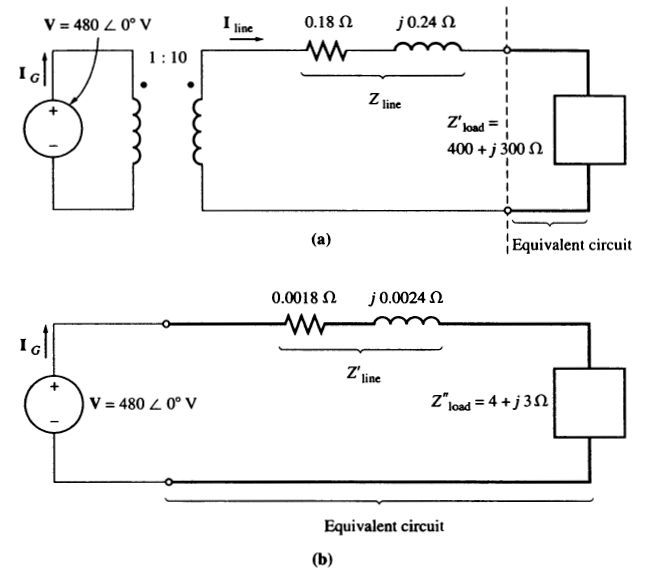 V = 480 ∠ 0° V
I line
0.18 Ω
j 0.24 Ω
1 : 10
I G
+
−
Z line
Z' load =
400 + j 300 Ω
(a)
Equivalent circuit
0.0018 Ω
j 0.0024 Ω
I G
Z' line
+
−
V = 480 ∠ 0° V
Z" load = 4 + j 3 Ω
Equivalent circuit
(b)